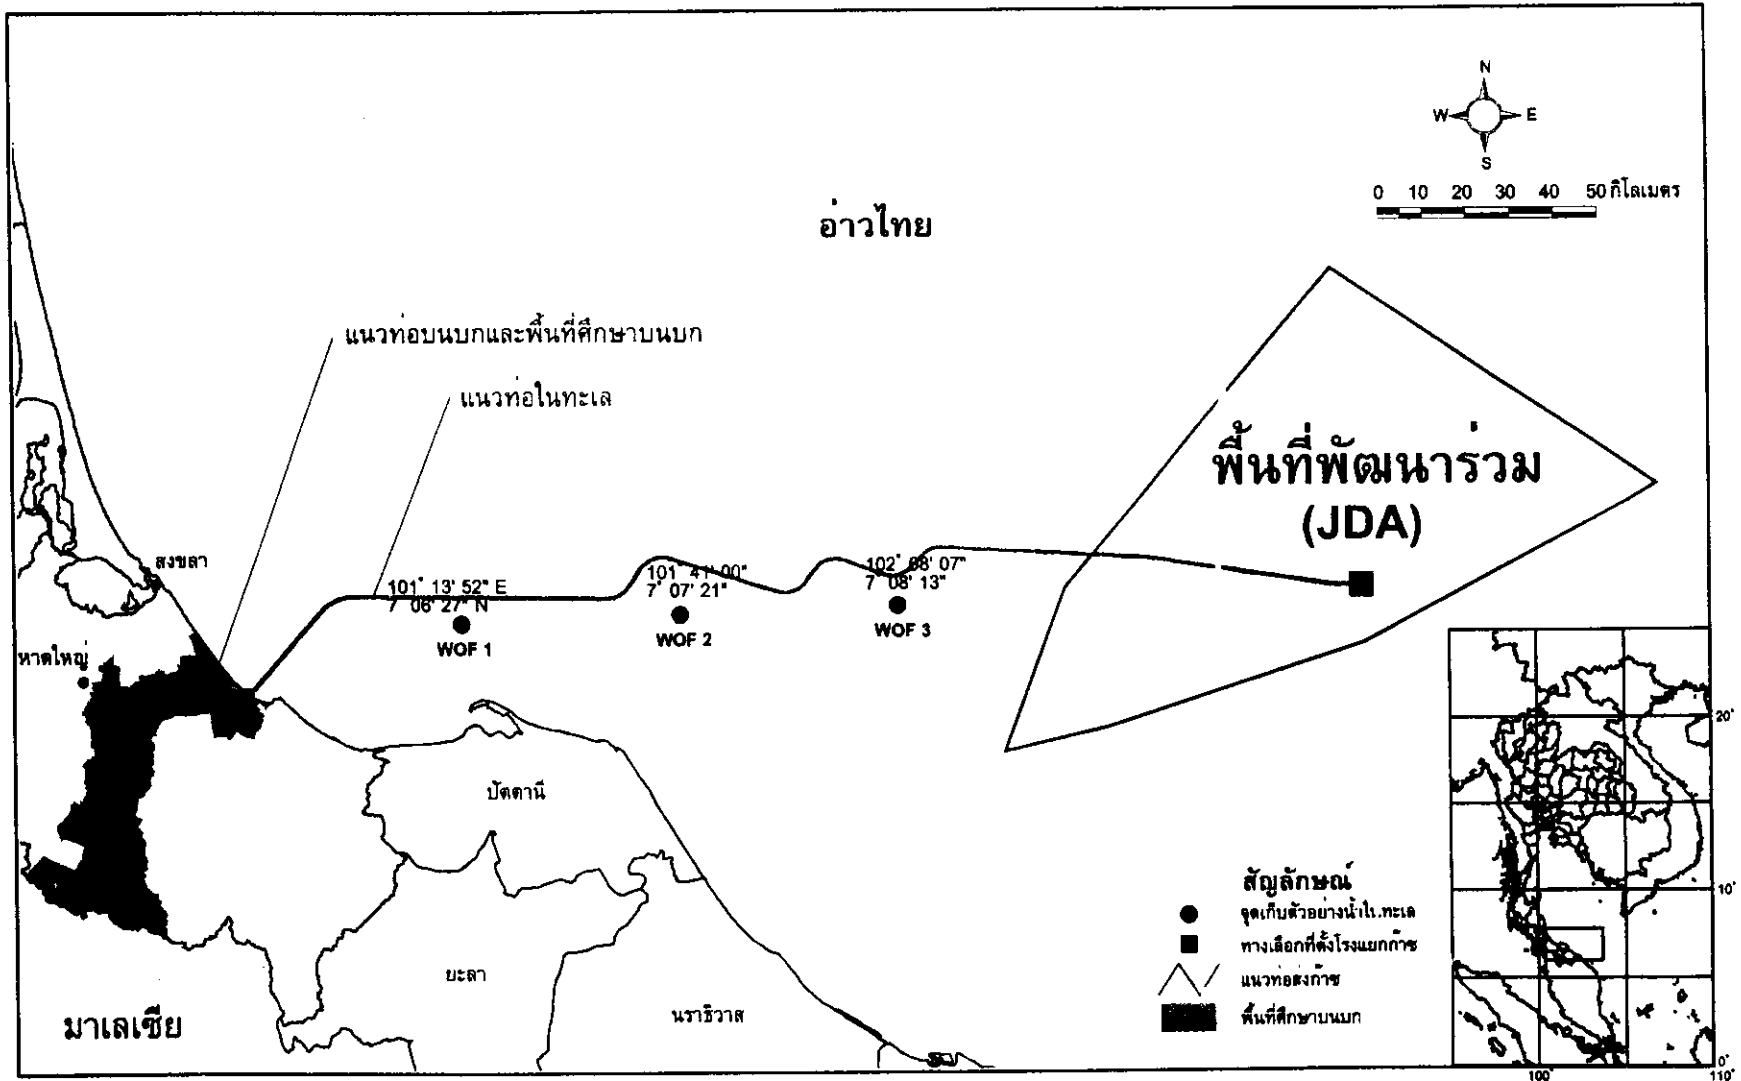 N
W E
S
0 10 20 30 40 50 กิโลเมตร
อ่าวไทย
แนวท่อบนบกและพื้นที่ศึกษาบนบก
แนวท่อในทะเล
พื้นที่พัฒนาร่วม
(JDA)
สงขลา
101° 13' 52" E
7° 06' 27" N
WOF 1
101° 41' 00"
7° 07' 21"
WOF 2
102° 08' 07"
7° 08' 13"
WOF 3
หาดใหญ่
ปัตตานี
ยะลา
นราธิวาส
มาเลเซีย
สัญลักษณ์
จุดเก็บตัวอย่างน้ำในทะเล
ทางเลือกที่ตั้งโรงแยกก๊าซ
แนวท่อส่งก๊าซ
พื้นที่ศึกษาบนบก
20°
10°
0°
100° 110°